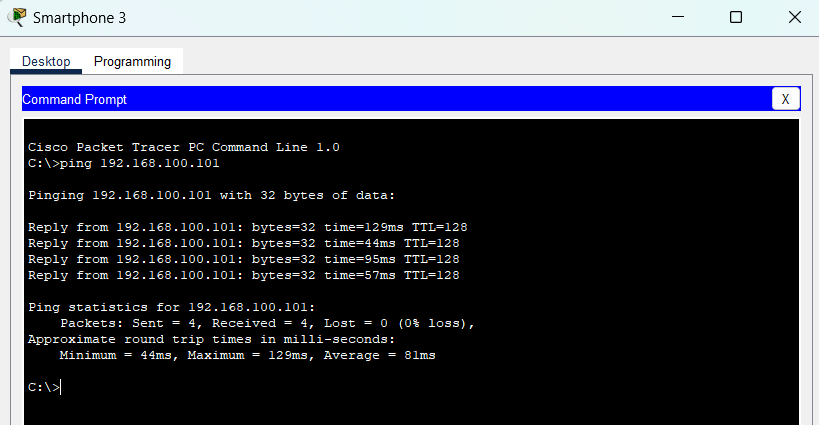 Smartphone 3
Desktop Programming
Command Prompt X
Cisco Packet Tracer PC Command Line 1.0
C:\>ping 192.168.100.101
Pinging 192.168.100.101 with 32 bytes of data:
Reply from 192.168.100.101: bytes=32 time=129ms TTL=128
Reply from 192.168.100.101: bytes=32 time=44ms TTL=128
Reply from 192.168.100.101: bytes=32 time=95ms TTL=128
Reply from 192.168.100.101: bytes=32 time=57ms TTL=128
Ping statistics for 192.168.100.101:
Packets: Sent = 4, Received = 4, Lost = 0 (0% loss),
Approximate round trip times in milli-seconds:
Minimum = 44ms, Maximum = 129ms, Average = 81ms
C:\>